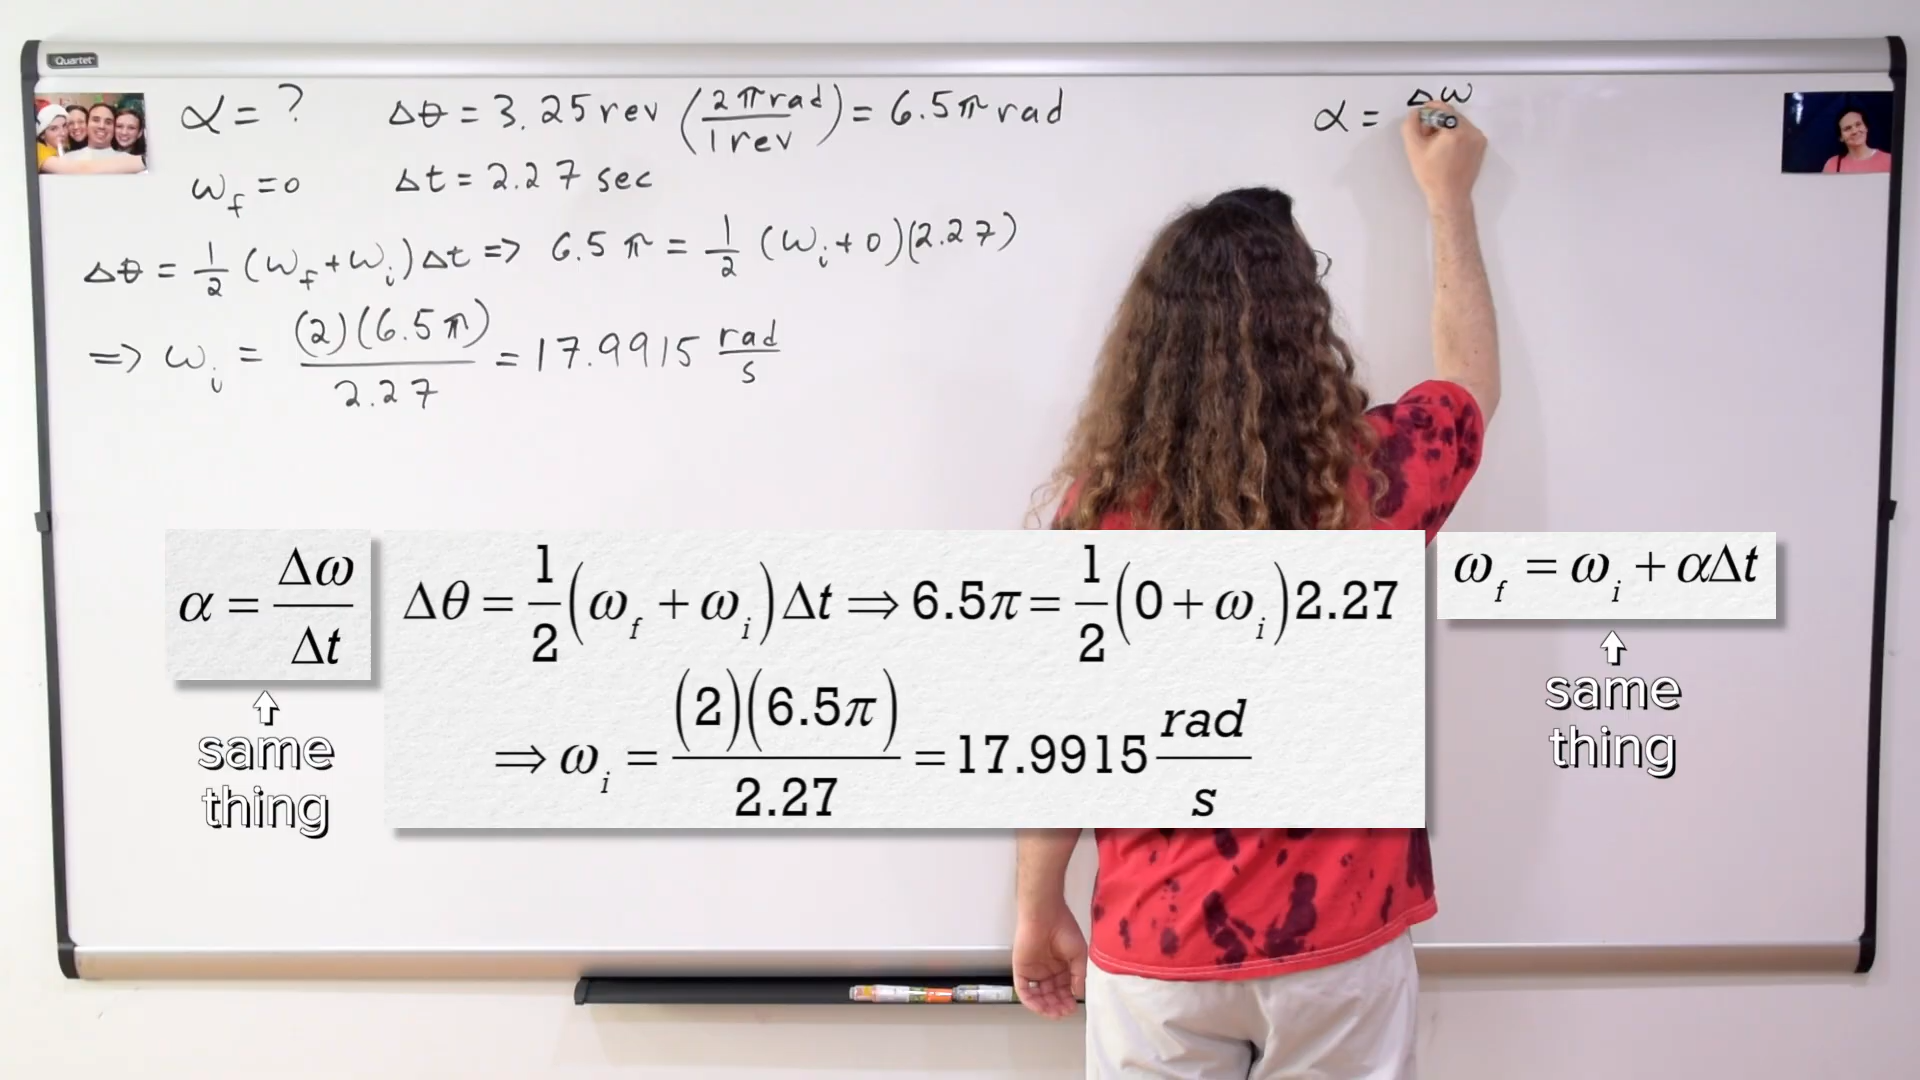 Quartet
α = ?
Δθ = 3.25 rev (2π rad / 1 rev) = 6.5π rad
α = Δω
ω_f = 0
Δt = 2.27 sec
Δθ = 1/2 (ω_f + ω_i) Δt => 6.5π = 1/2 (ω_i + 0)(2.27)
=> ω_i = (2)(6.5π) / 2.27 = 17.9915 rad/s
α = Δω/Δt
⇧
same
thing
Δθ = 1/2 (ω_f + ω_i) Δt ⇒ 6.5π = 1/2 (0 + ω_i) 2.27
⇒ ω_i = (2)(6.5π) / 2.27 = 17.9915 rad/s
ω_f = ω_i + αΔt
⇧
same
thing